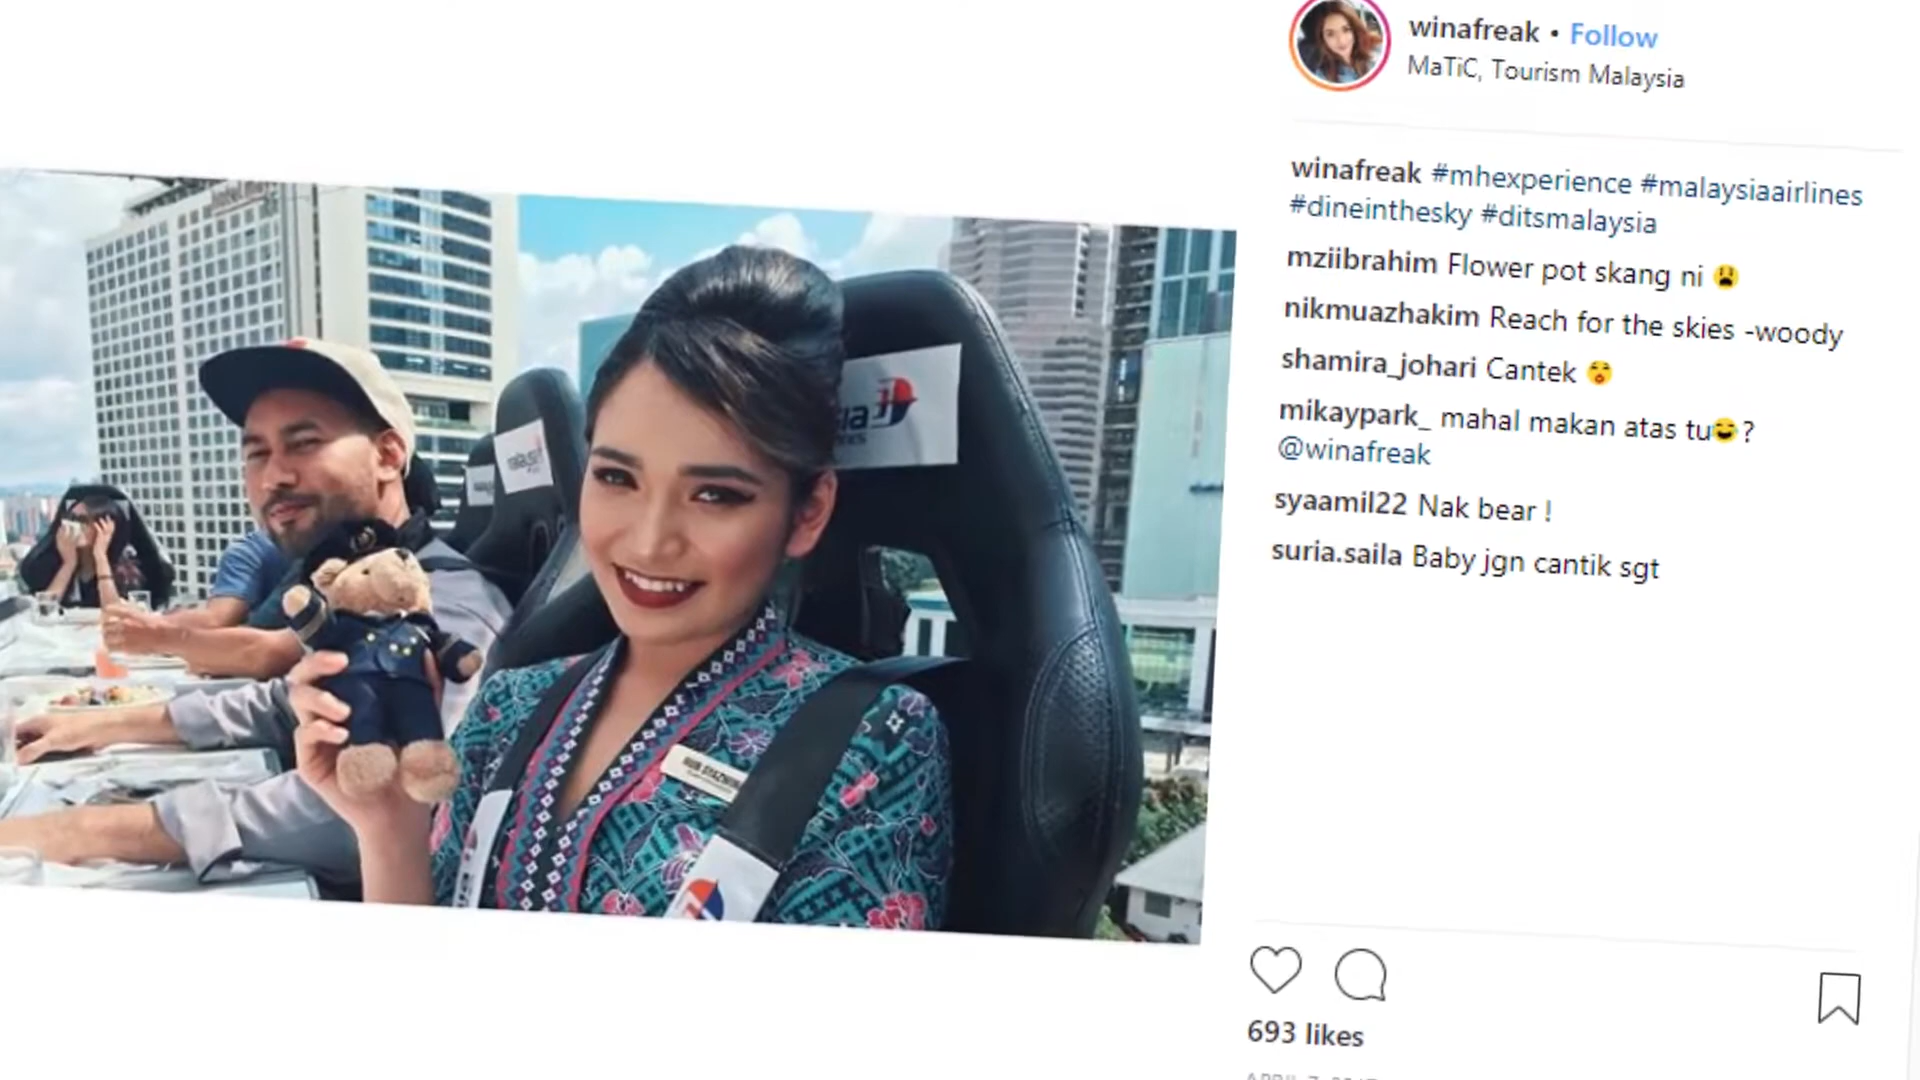 winafreak • Follow
MaTiC, Tourism Malaysia
winafreak #mhexperience #malaysiaairlines
#dineinthesky #ditsmalaysia
mziibrahim Flower pot skang ni 😩
nikmuazhakim Reach for the skies -woody
shamira_johari Cantek 😲
mikaypark_ mahal makan atas tu😂?
@winafreak
syaamil22 Nak bear !
suria.saila Baby jgn cantik sgt
693 likes